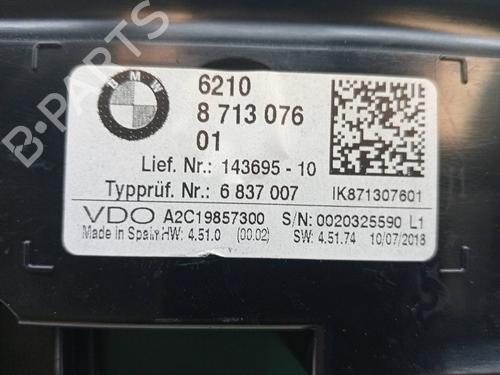 BMW
6210
8 713 076
01
Lief. Nr.: 143695 - 10
Typprüf. Nr.: 6 837 007
IK871307601
VDO A2C19857300 S/N: 0020325590 L1
Made in Spain HW: 4.51.0 (00.02) SW: 4.51.74 10/07/2018
B-PARTS